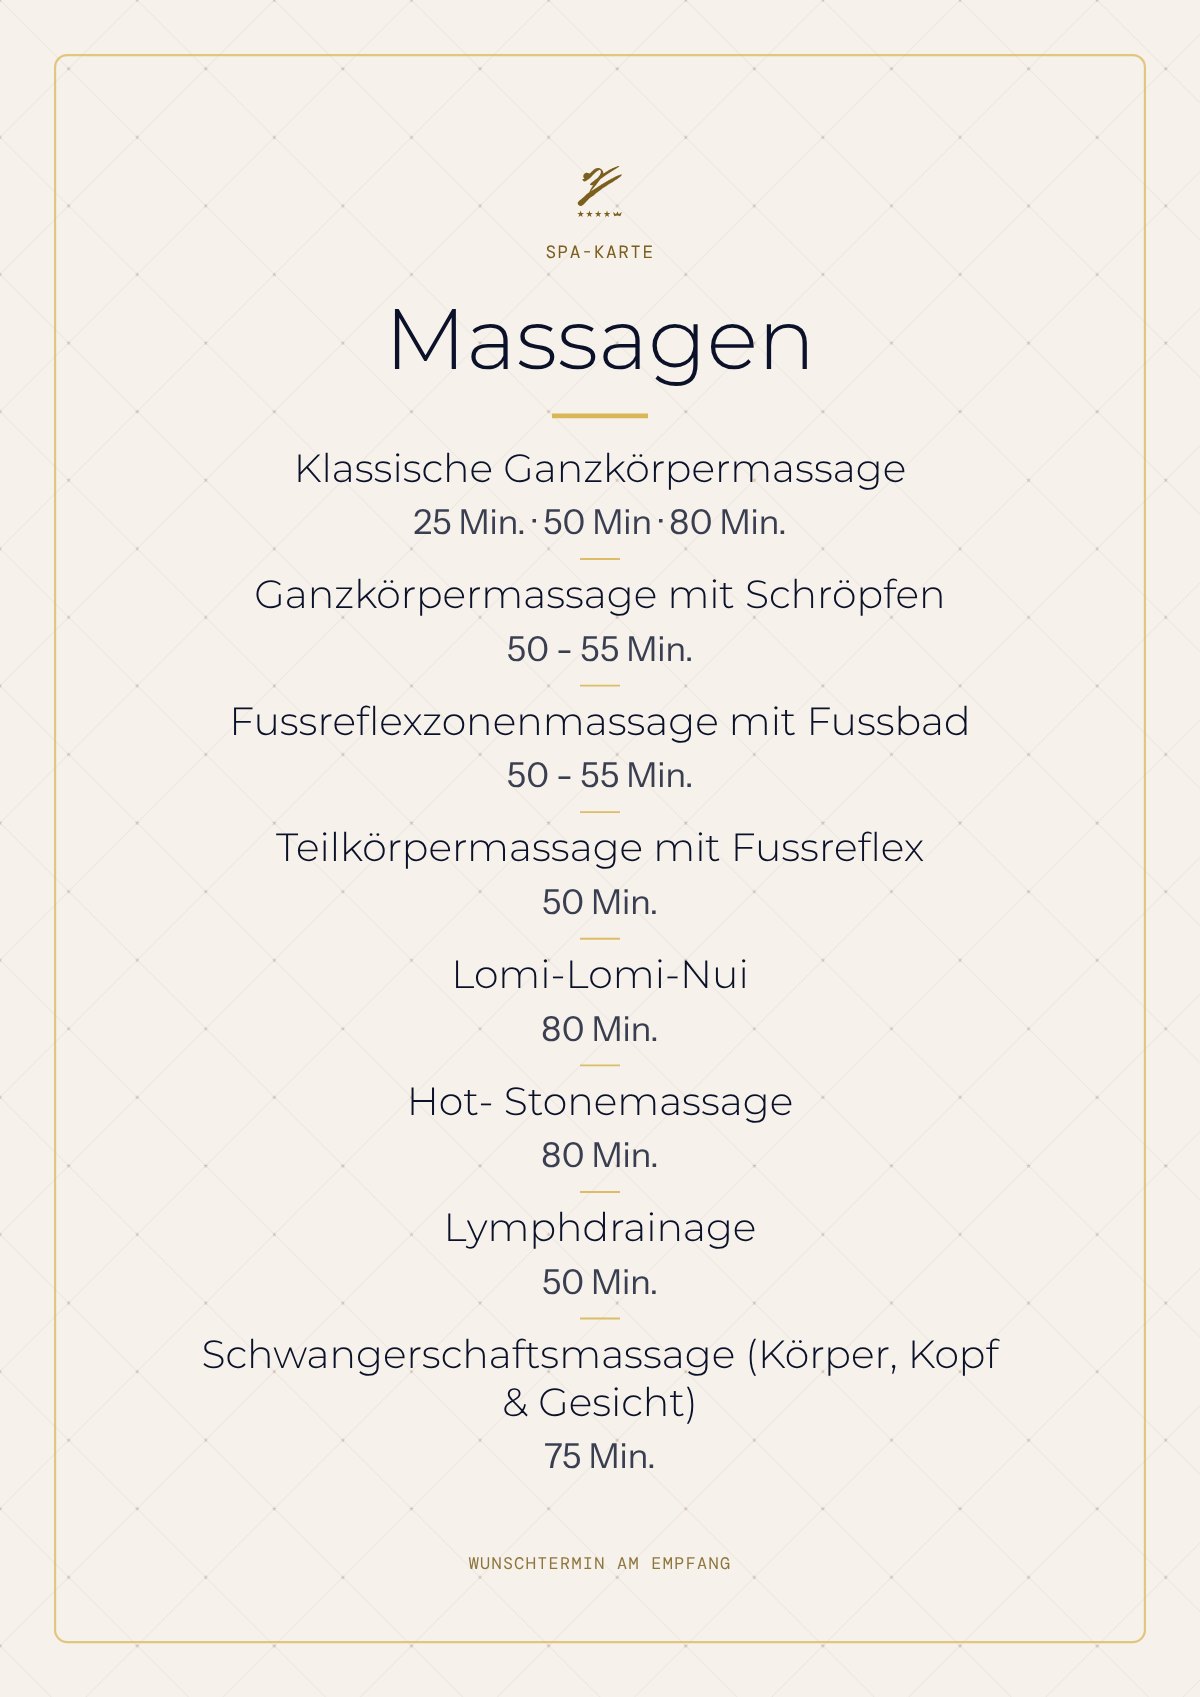 SPA-KARTE
Massagen
Klassische Ganzkörpermassage
25 Min. · 50 Min · 80 Min.
Ganzkörpermassage mit Schröpfen
50 - 55 Min.
Fussreflexzonenmassage mit Fussbad
50 - 55 Min.
Teilkörpermassage mit Fussreflex
50 Min.
Lomi-Lomi-Nui
80 Min.
Hot- Stonemassage
80 Min.
Lymphdrainage
50 Min.
Schwangerschaftsmassage (Körper, Kopf
& Gesicht)
75 Min.
WUNSCHTERMIN AM EMPFANG